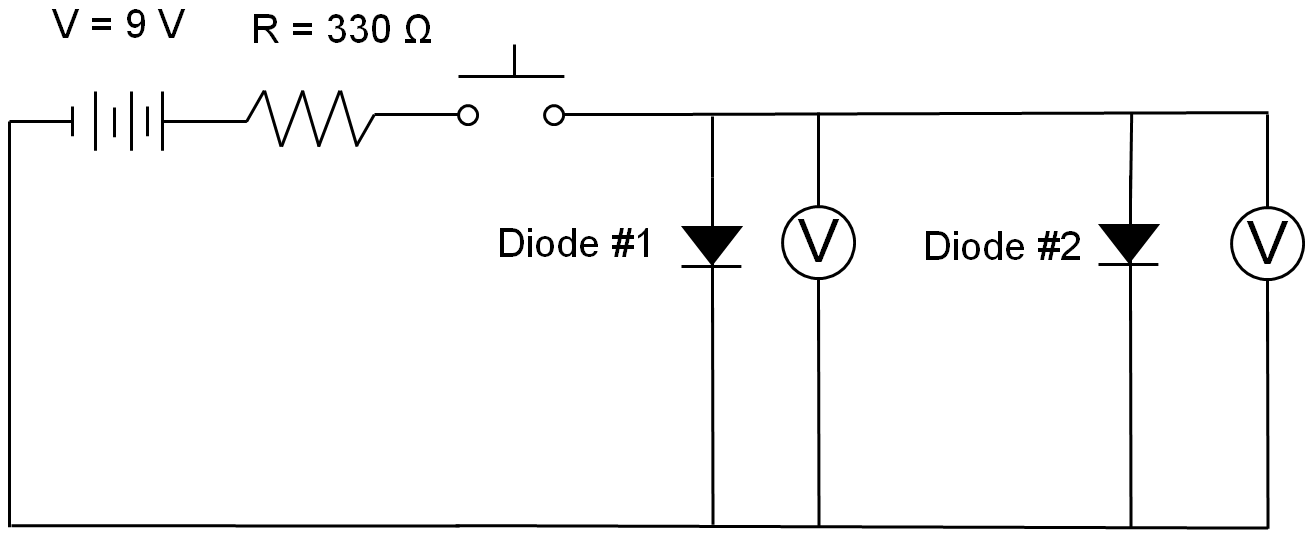 V = 9 V
R = 330 Ω
Diode #1
V
Diode #2
V